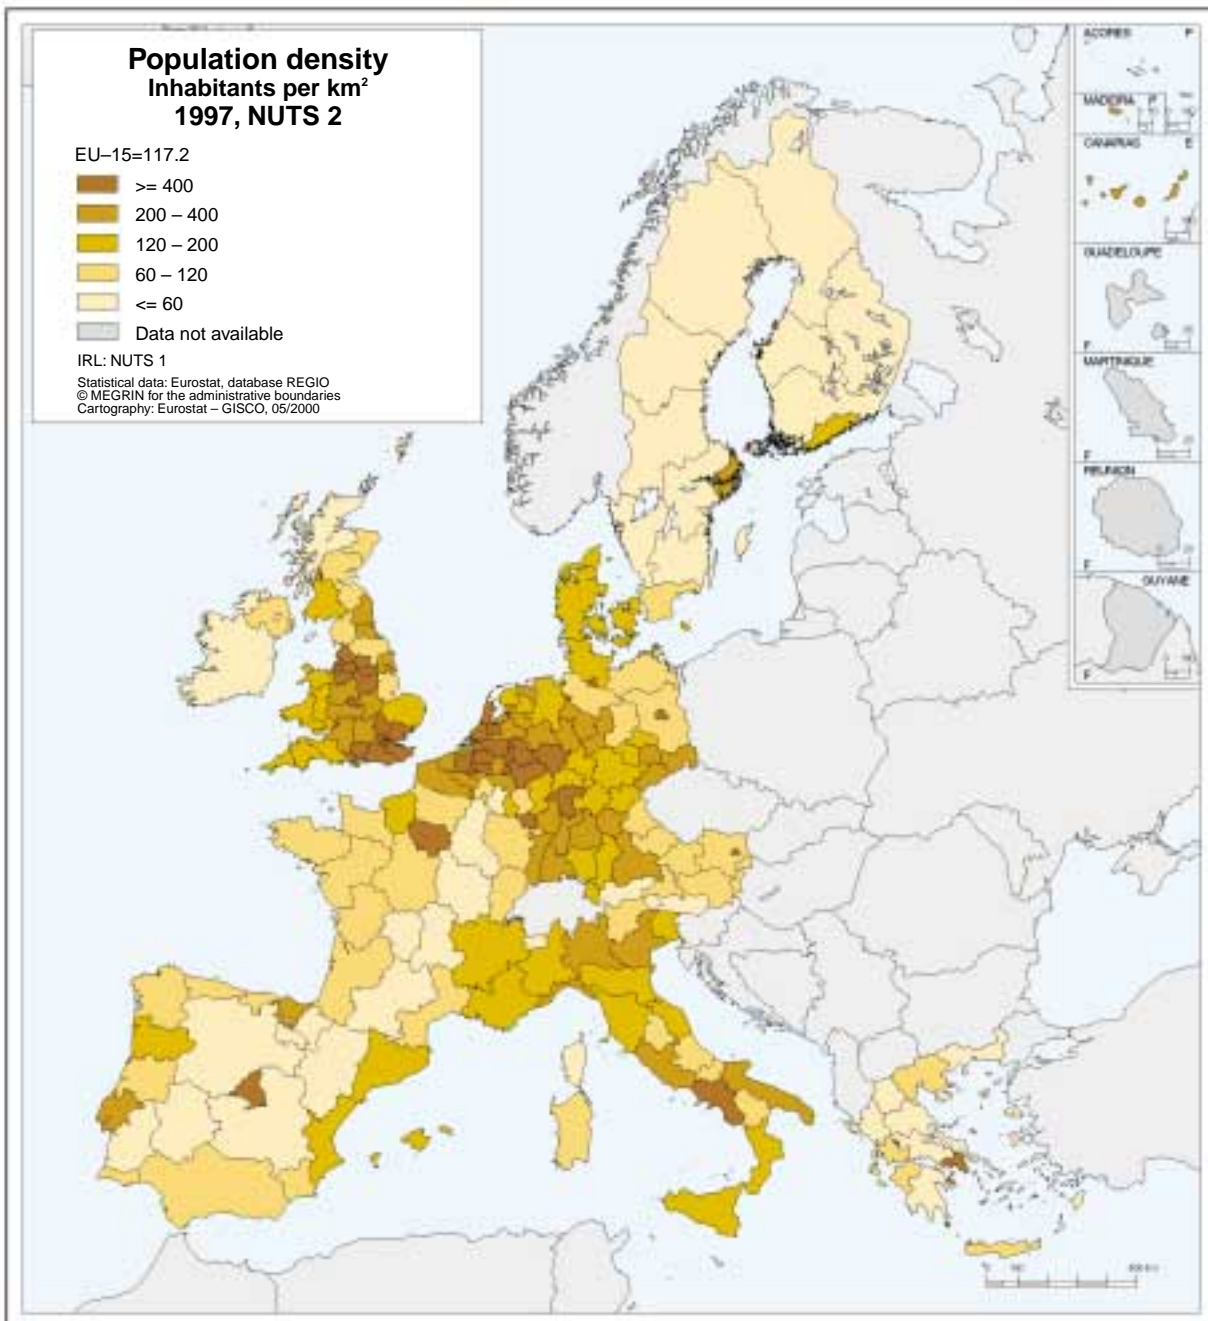 Population density
Inhabitants per km²
1997, NUTS 2
EU–15=117.2
>= 400
200 – 400
120 – 200
60 – 120
<= 60
Data not available
IRL: NUTS 1
Statistical data: Eurostat, database REGIO
© MEGRIN for the administrative boundaries
Cartography: Eurostat – GISCO, 05/2000
ACORES P
MADEIRA P
CANARIAS E
GUADELOUPE
F
MARTINIQUE
F
REUNION
F
GUYANE
F